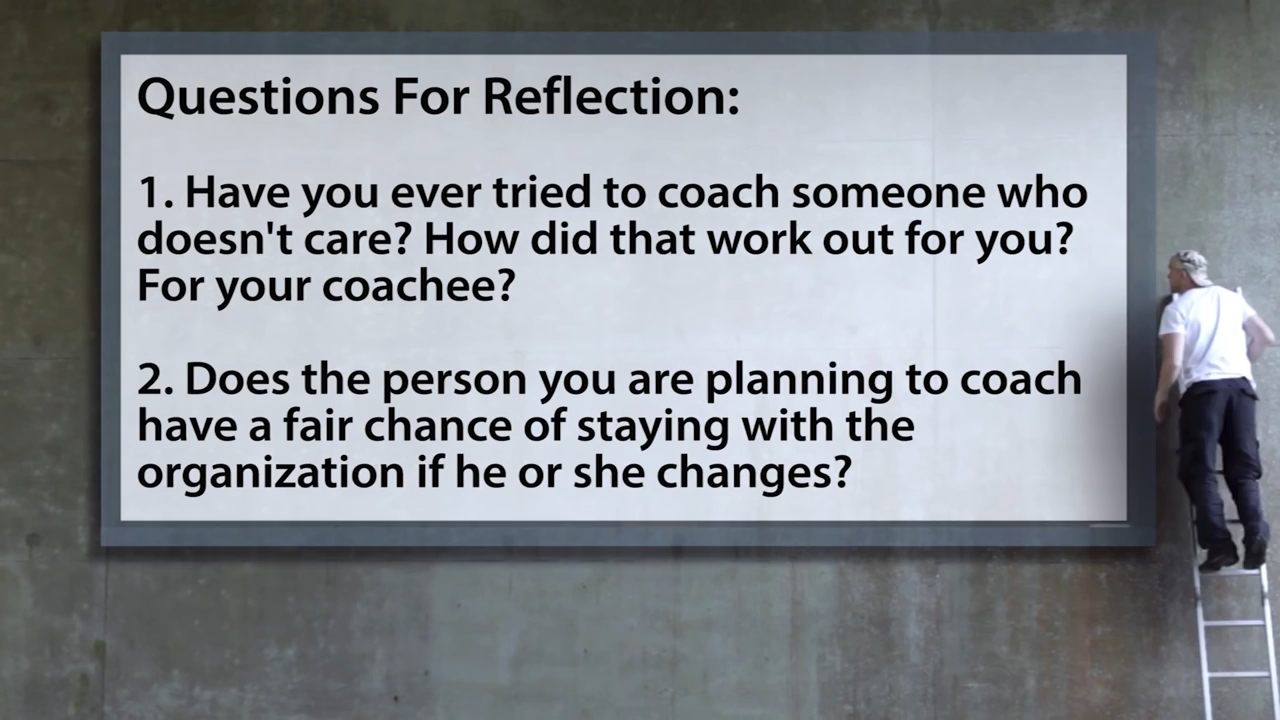 Questions For Reflection:
1. Have you ever tried to coach someone who
doesn't care? How did that work out for you?
For your coachee?
2. Does the person you are planning to coach
have a fair chance of staying with the
organization if he or she changes?